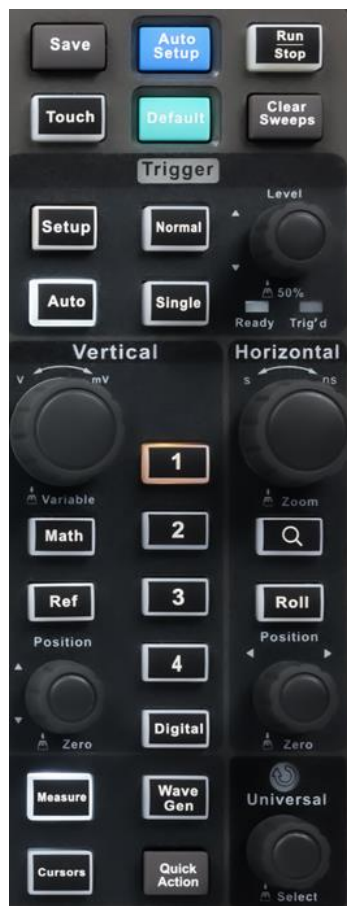 Save
Auto
Setup
Run
Stop
Touch
Default
Clear
Sweeps
Trigger
Setup
Normal
Level
Auto
Single
50%
Ready
Trig'd
Vertical
Horizontal
V
mV
s
ns
Variable
Zoom
1
Math
2
Ref
3
Roll
Position
Position
4
Zero
Digital
Zero
Measure
Wave
Gen
Universal
Cursors
Quick
Action
Select